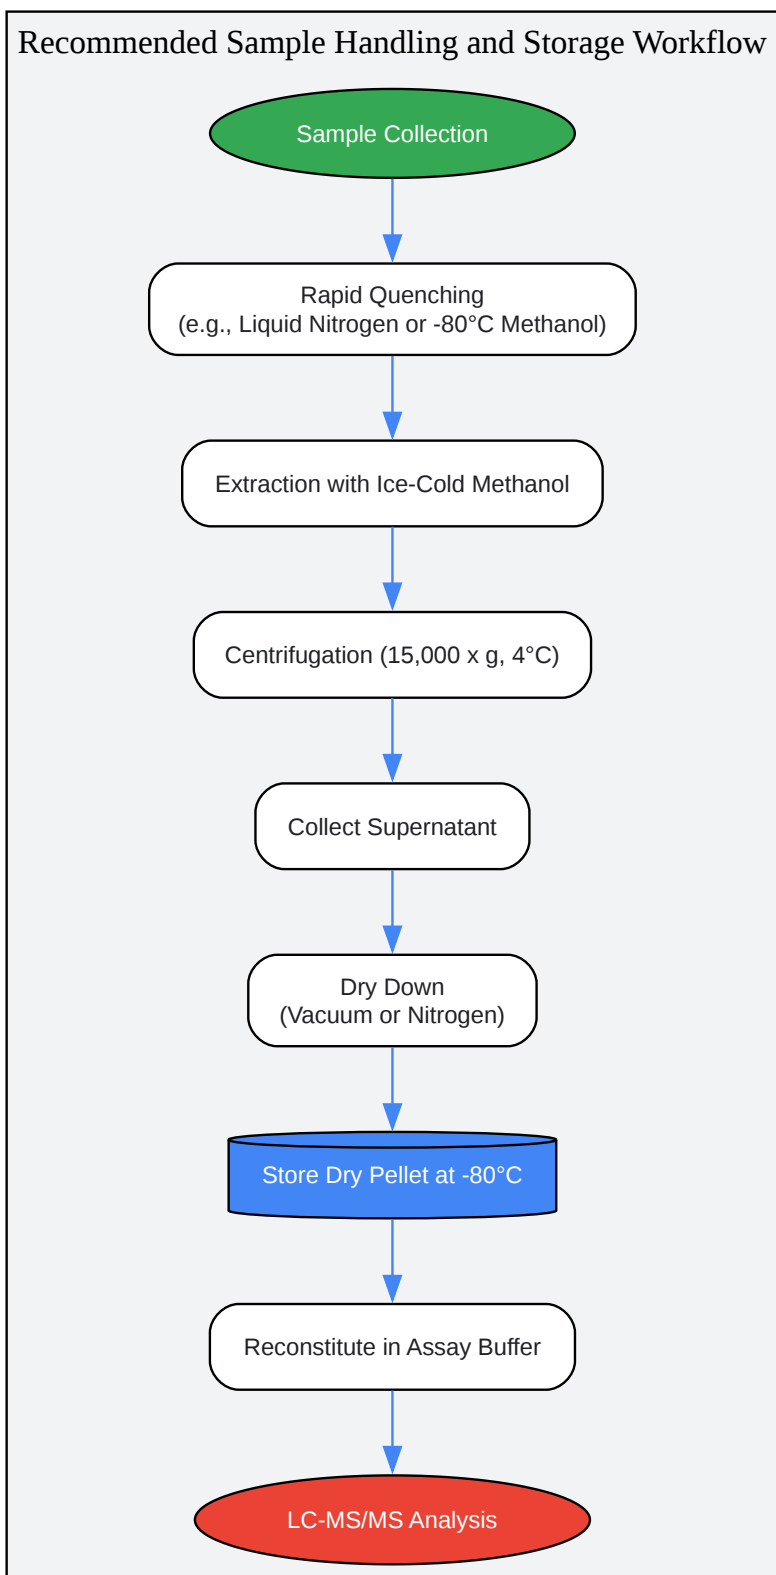 Recommended Sample Handling and Storage Workflow
Sample Collection
Rapid Quenching
(e.g., Liquid Nitrogen or -80°C Methanol)
Extraction with Ice-Cold Methanol
Centrifugation (15,000 x g, 4°C)
Collect Supernatant
Dry Down
(Vacuum or Nitrogen)
Store Dry Pellet at -80°C
Reconstitute in Assay Buffer
LC-MS/MS Analysis